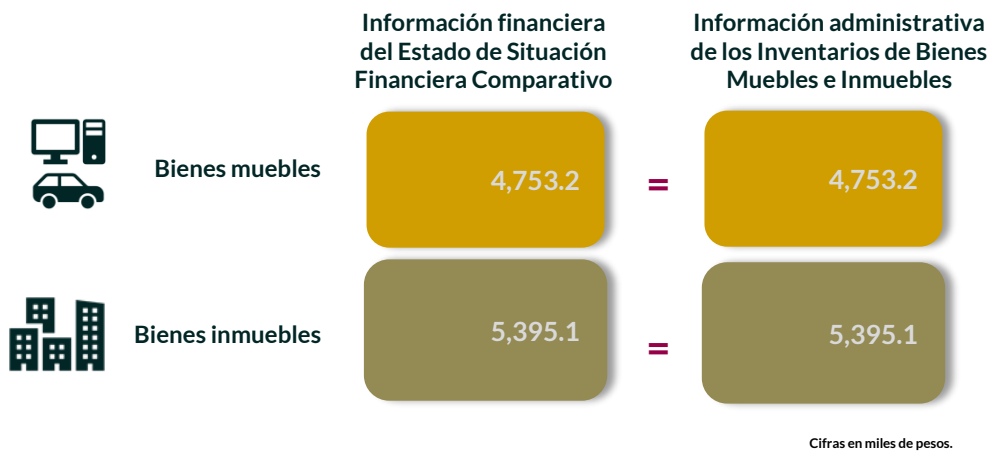 Información financiera
del Estado de Situación
Financiera Comparativo
Información administrativa
de los Inventarios de Bienes
Muebles e Inmuebles
Bienes muebles
4,753.2
=
4,753.2
Bienes inmuebles
5,395.1
=
5,395.1
Cifras en miles de pesos.